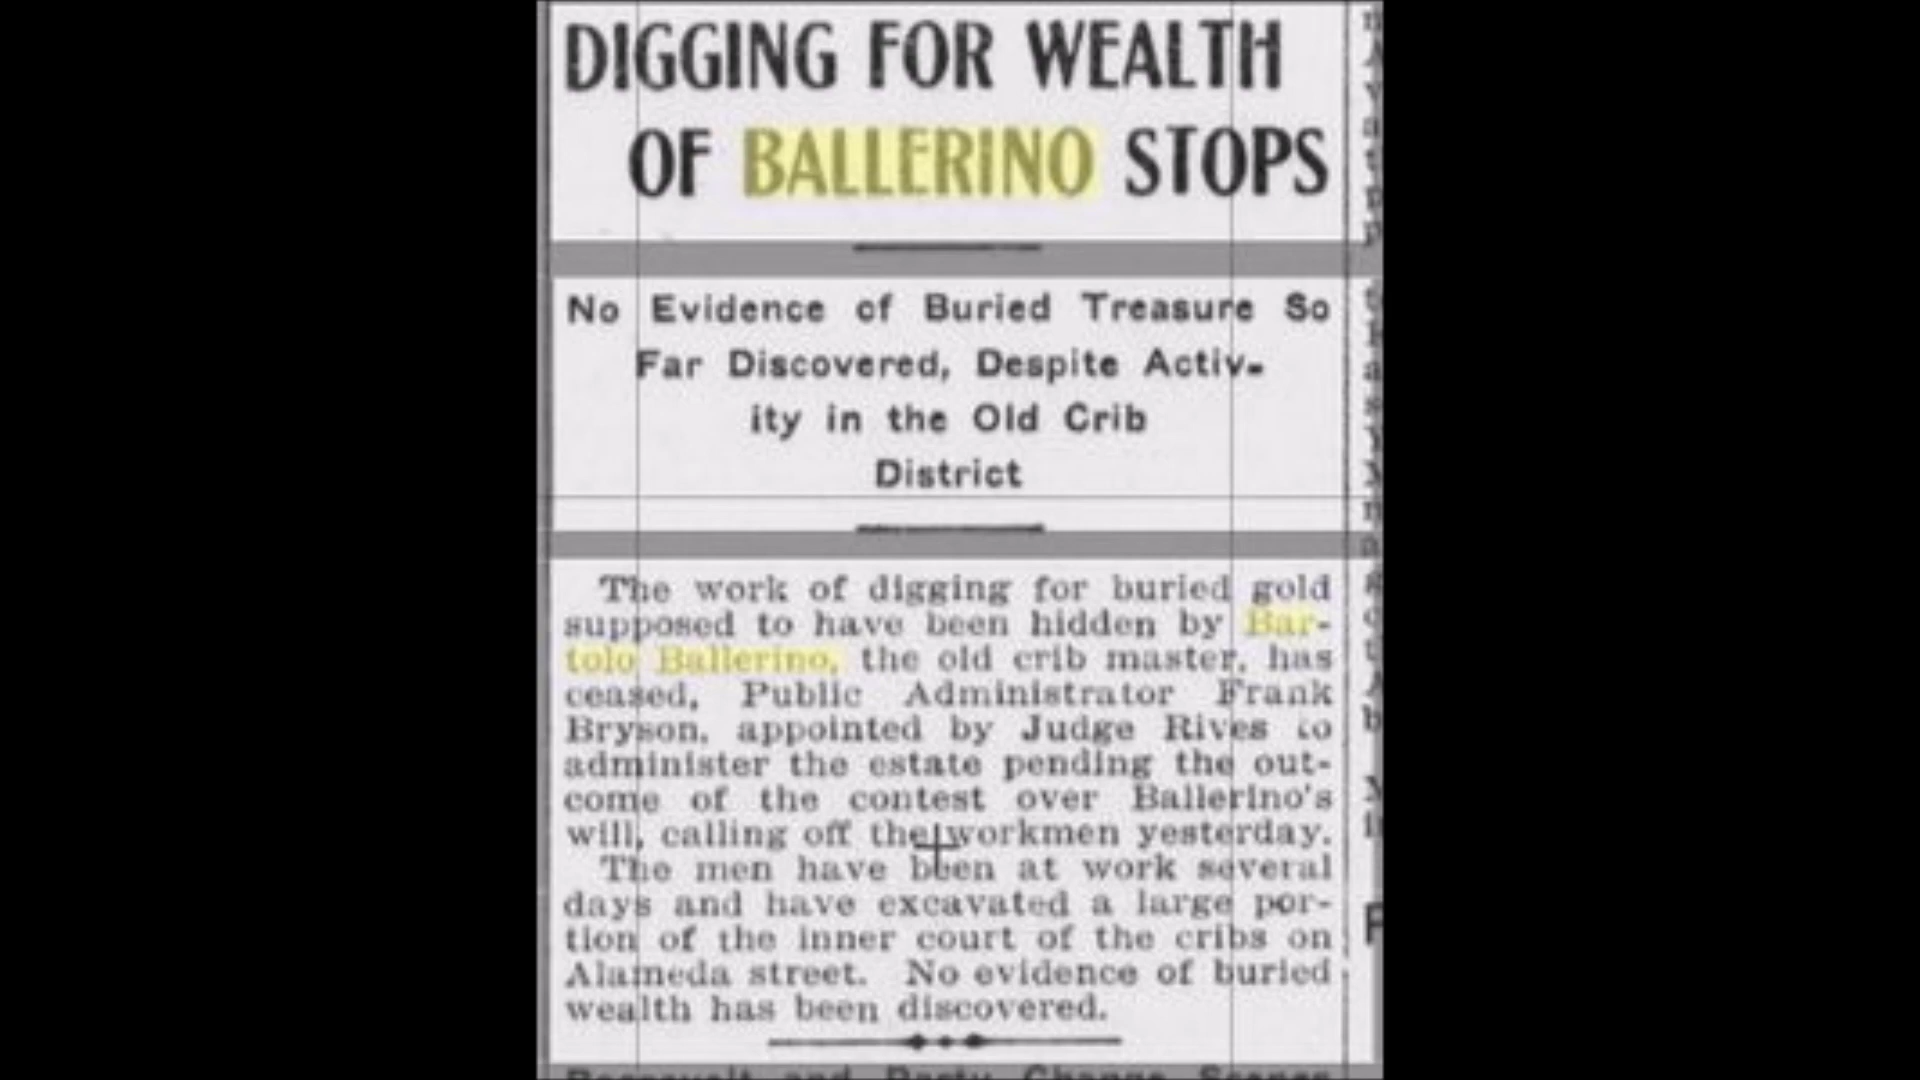 DIGGING FOR WEALTH
OF BALLERINO STOPS
No Evidence of Buried Treasure So
Far Discovered, Despite Activ-
ity in the Old Crib
District
The work of digging for buried gold
supposed to have been hidden by Bar-
tolo Ballerino, the old crib master, has
ceased, Public Administrator Frank
Bryson, appointed by Judge Rives to
administer the estate pending the out-
come of the contest over Ballerino's
will, calling off the workmen yesterday.
The men have been at work several
days and have excavated a large por-
tion of the inner court of the cribs on
Alameda street. No evidence of buried
wealth has been discovered.
Roosevelt and Party Change Scenes